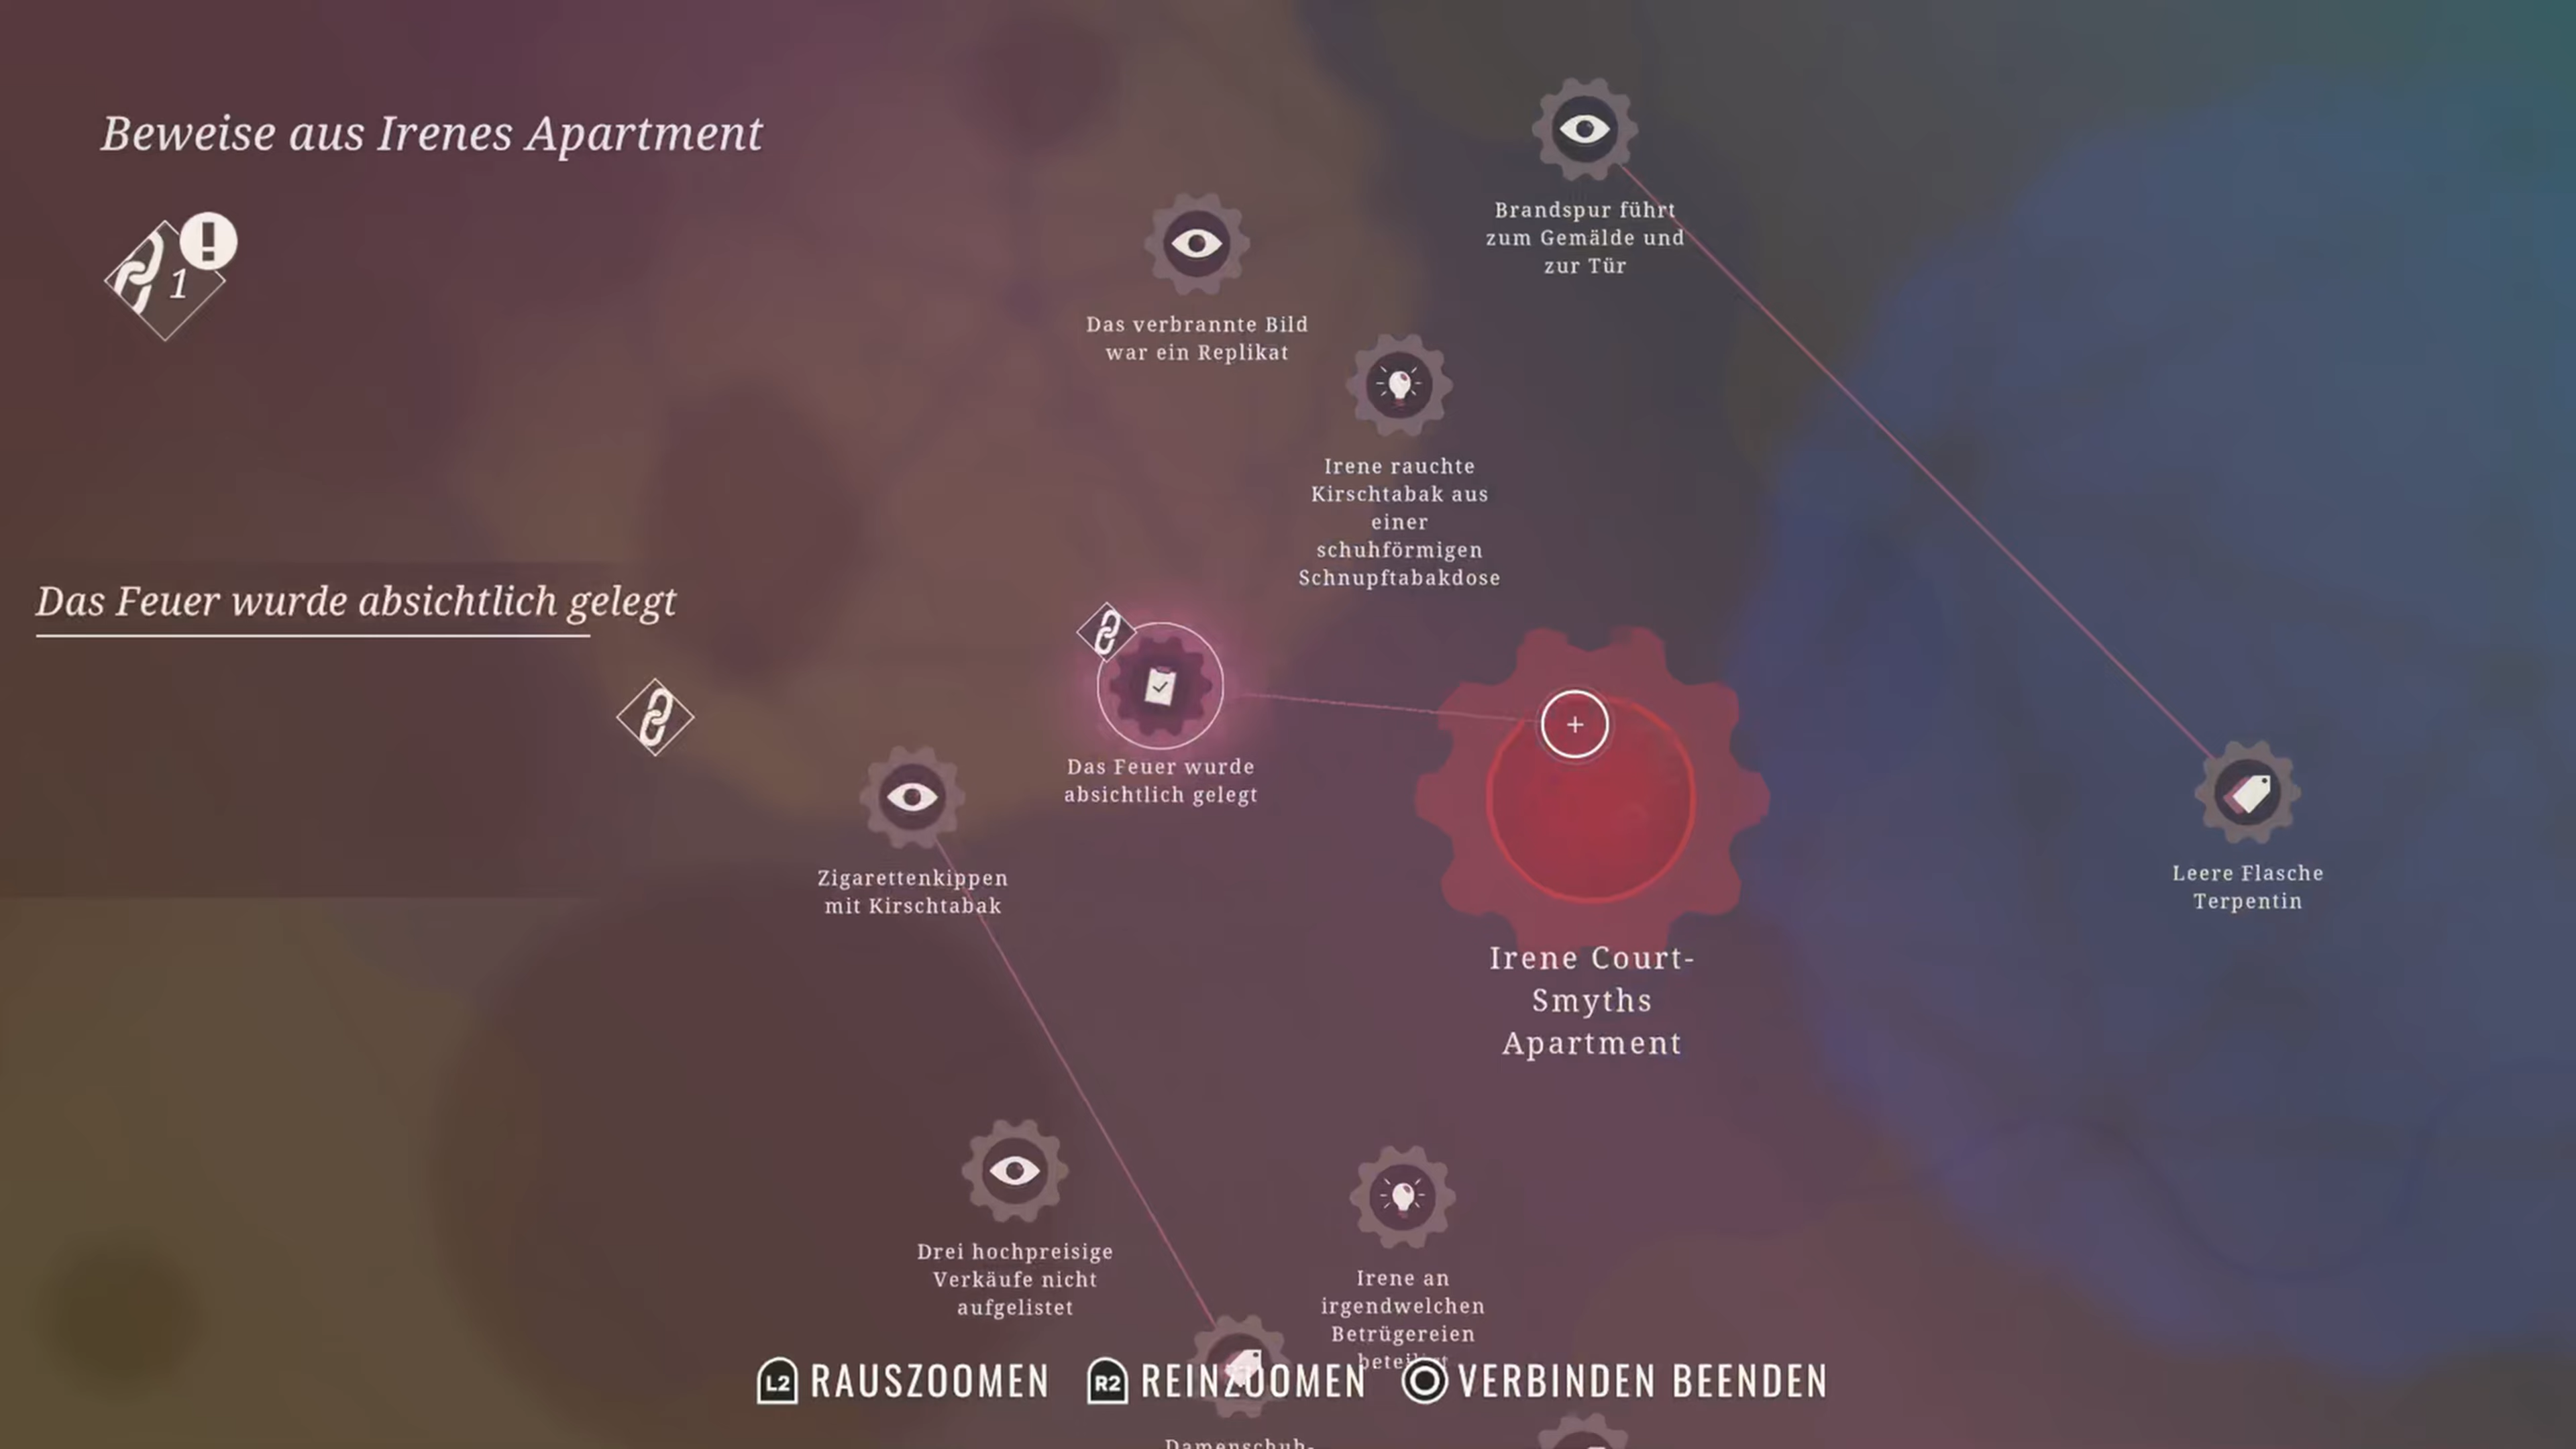 Beweise aus Irenes Apartment
1
Das Feuer wurde absichtlich gelegt
Brandspur führt
zum Gemälde und
zur Tür
Das verbrannte Bild
war ein Replikat
Irene rauchte
Kirschtabak aus
einer
schuhförmigen
Schnupftabakdose
Das Feuer wurde
absichtlich gelegt
Zigarettenkippen
mit Kirschtabak
Leere Flasche
Terpentin
Irene Court-
Smyths
Apartment
Drei hochpreisige
Verkäufe nicht
aufgelistet
Irene an
irgendwelchen
Betrügereien
L2 RAUSZOOMEN R2 REINZOOMEN VERBINDEN BEENDEN